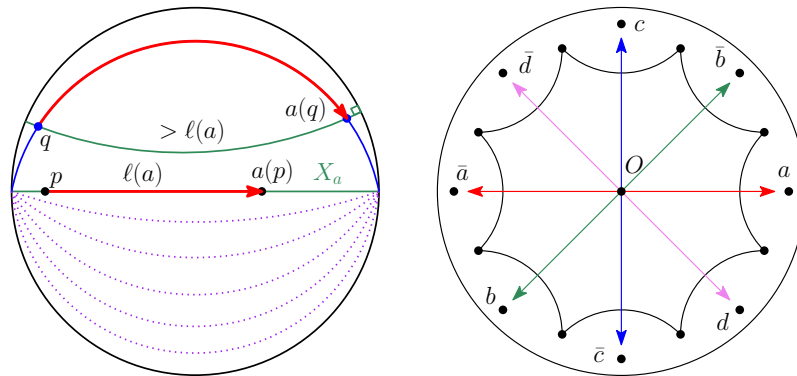 a(q)
> ℓ(a)
q
p
ℓ(a)
a(p)
X_a
c
d̄
b̄
O
ā
a
b
d
c̄